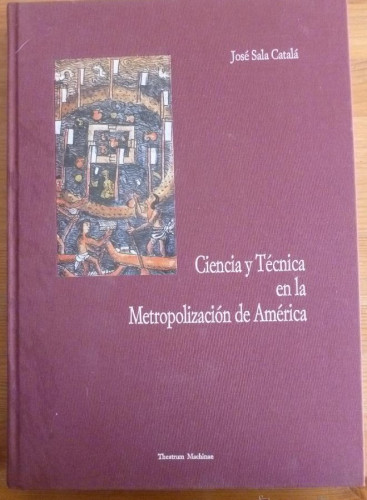 José Sala Catalá
Ciencia y Técnica
en la
Metropolización de América
Theatrum Machinae